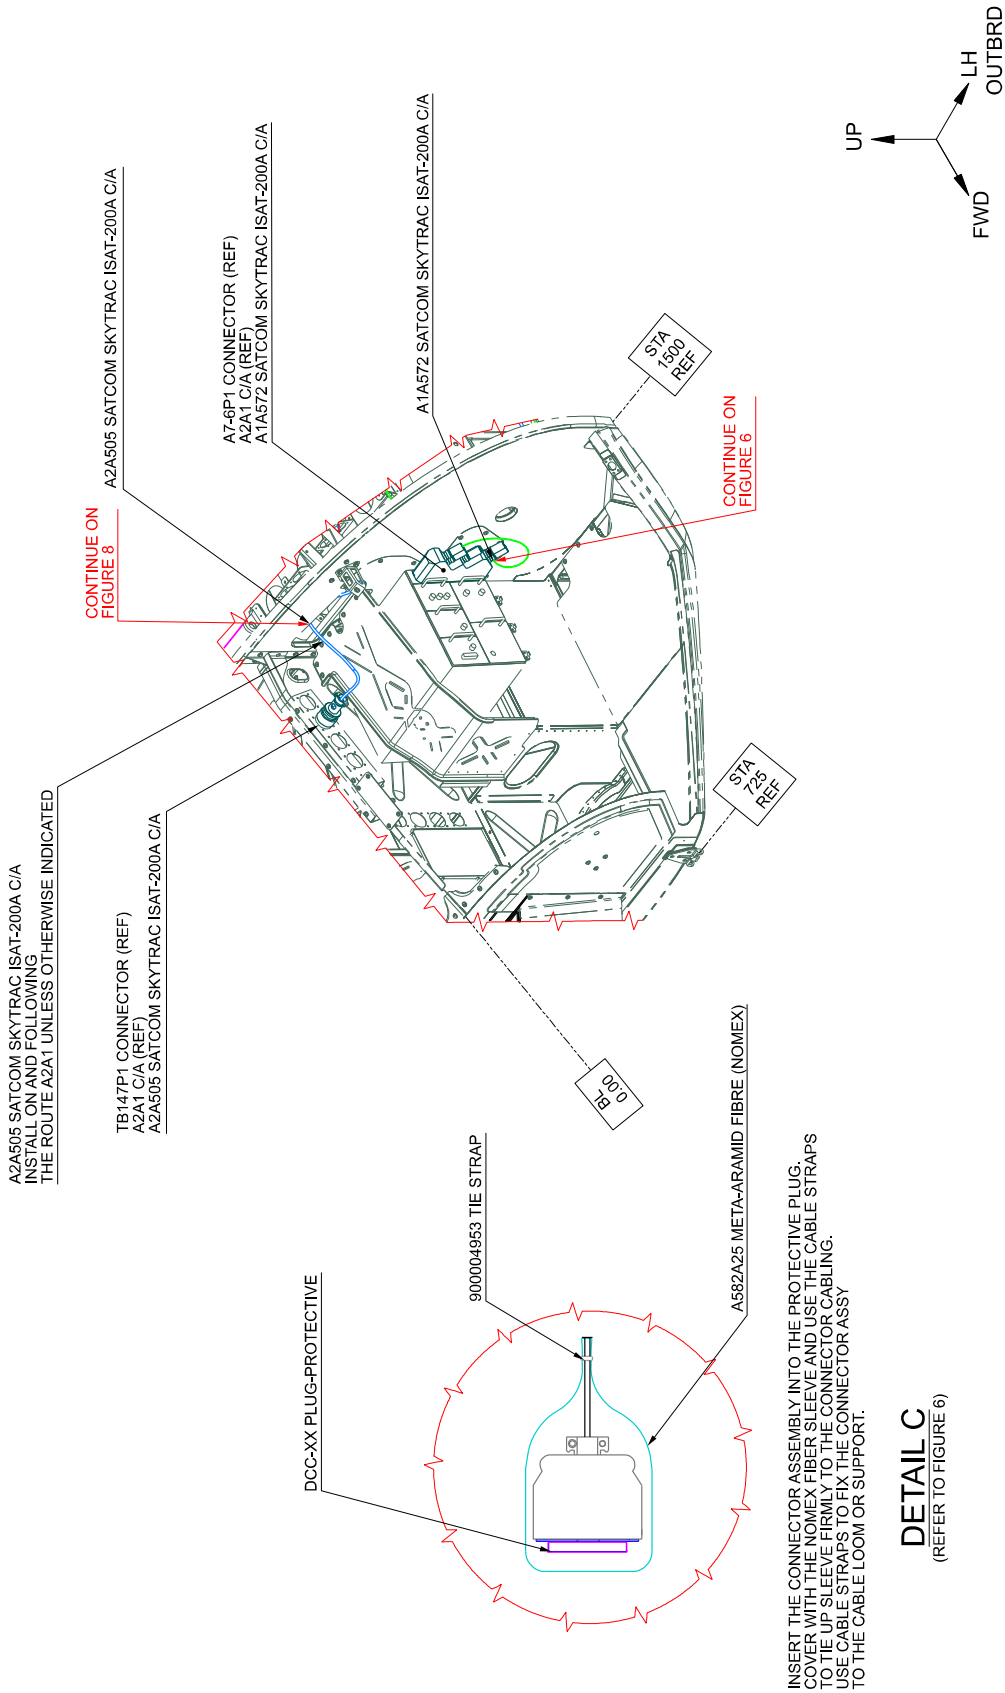 A2A505 SATCOM SKYTRAC ISAT-200A C/A
INSTALL ON AND FOLLOWING
THE ROUTE A2A1 UNLESS OTHERWISE INDICATED
TB147P1 CONNECTOR (REF)
A2A1 C/A (REF)
A2A505 SATCOM SKYTRAC ISAT-200A C/A
CONTINUE ON
FIGURE 8
A2A505 SATCOM SKYTRAC ISAT-200A C/A
A7-6P1 CONNECTOR (REF)
A2A1 C/A (REF)
A1A572 SATCOM SKYTRAC ISAT-200A C/A
A1A572 SATCOM SKYTRAC ISAT-200A C/A
CONTINUE ON
FIGURE 6
STA
1500
REF
STA
725
REF
BL
0.00
UP
FWD
LH
OUTBRD
DCC-XX PLUG-PROTECTIVE
900004953 TIE STRAP
A582A25 META-ARAMID FIBRE (NOMEX)
INSERT THE CONNECTOR ASSEMBLY INTO THE PROTECTIVE PLUG.
COVER WITH THE NOMEX FIBER SLEEVE AND USE THE CABLE STRAPS
TO TIE UP SLEEVE FIRMLY TO THE CONNECTOR CABLING.
USE CABLE STRAPS TO FIX THE CONNECTOR ASSY
TO THE CABLE LOOM OR SUPPORT.
DETAIL C
(REFER TO FIGURE 6)